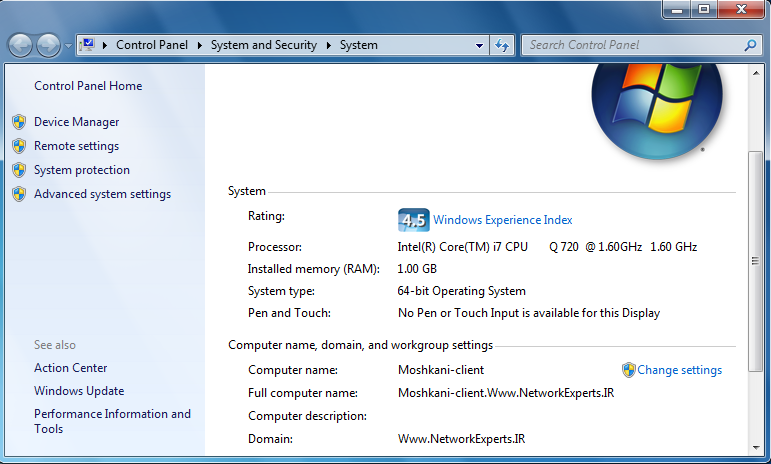 Control Panel System and Security System
Search Control Panel
Control Panel Home
Device Manager
Remote settings
System protection
Advanced system settings
See also
Action Center
Windows Update
Performance Information and
Tools
System
Rating: 4.5 Windows Experience Index
Processor: Intel(R) Core(TM) i7 CPU Q 720 @ 1.60GHz 1.60 GHz
Installed memory (RAM): 1.00 GB
System type: 64-bit Operating System
Pen and Touch: No Pen or Touch Input is available for this Display
Computer name, domain, and workgroup settings
Computer name: Moshkani-client Change settings
Full computer name: Moshkani-client.Www.NetworkExperts.IR
Computer description:
Domain: Www.NetworkExperts.IR